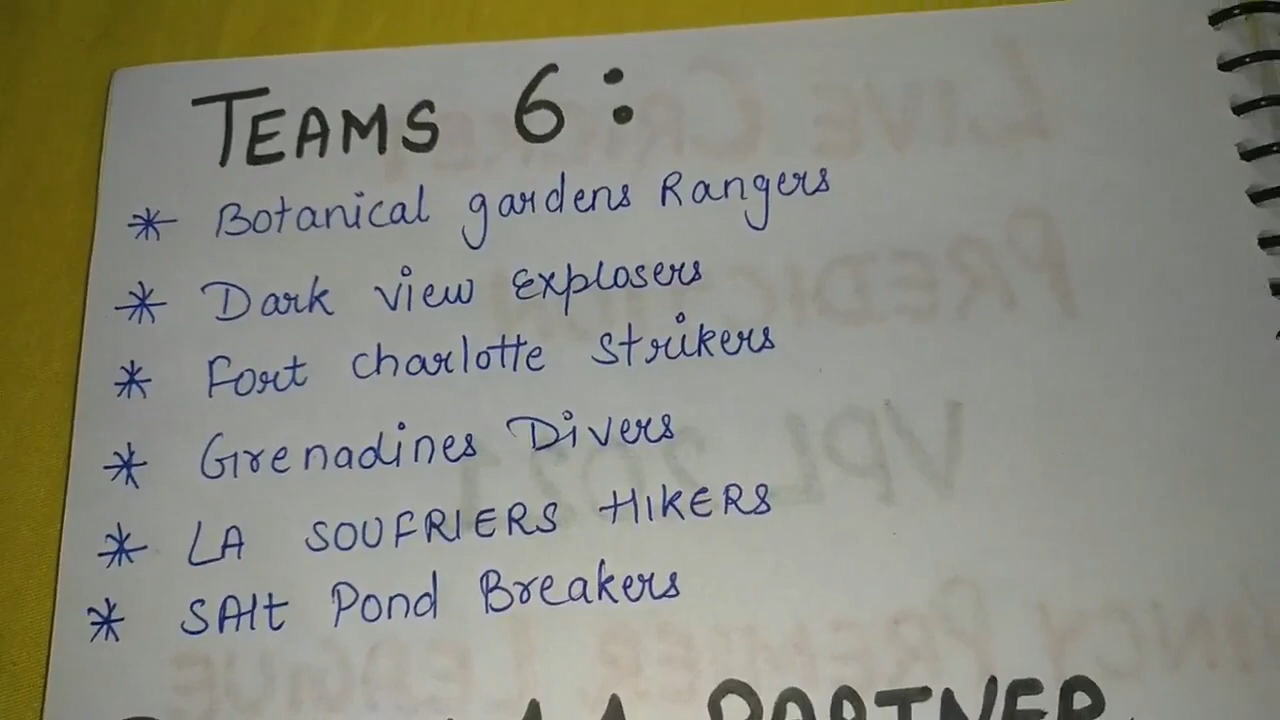 TEAMS 6:
* Botanical gardens Rangers
* Dark view Explosers
* Fort charlotte strikers
* Grenadines Divers
* LA SOUFRIERS HIKERS
* SAlt Pond Breakers
PARTNER